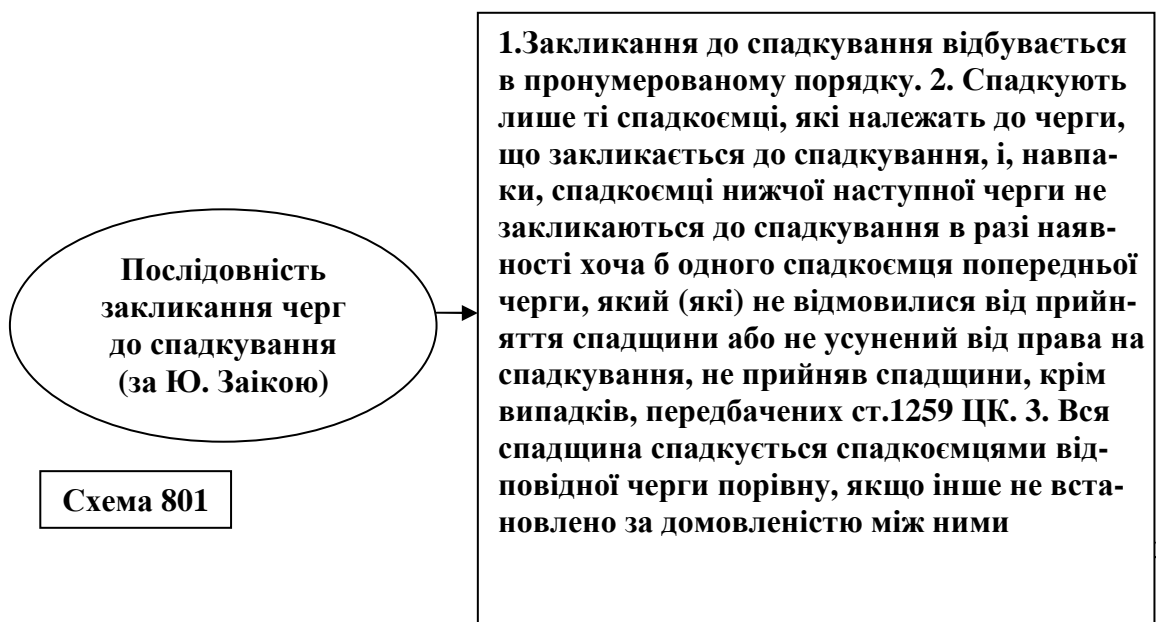 Послідовність
закликання черг
до спадкування
(за Ю. Заікою)
Схема 801
1.Закликання до спадкування відбувається
в пронумерованому порядку. 2. Спадкують
лише ті спадкоємці, які належать до черги,
що закликається до спадкування, і, навпа-
ки, спадкоємці нижчої наступної черги не
закликаються до спадкування в разі наяв-
ності хоча б одного спадкоємця попередньої
черги, який (які) не відмовилися від прийн-
яття спадщини або не усунений від права на
спадкування, не прийняв спадщини, крім
випадків, передбачених ст.1259 ЦК. 3. Вся
спадщина спадкується спадкоємцями від-
повідної черги порівну, якщо інше не вста-
новлено за домовленістю між ними